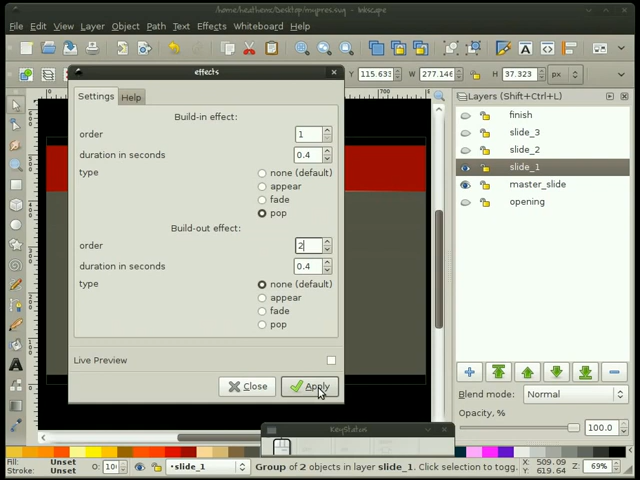 /home/heathenx/Desktop/mypres.svg - Inkscape
File Edit View Layer Object Path Text Effects Whiteboard Help
Y 115.633 W 277.146 H 37.323 px
effects
Settings Help
Build-in effect:
order 1
duration in seconds 0.4
type none (default)
appear
fade
pop
Build-out effect:
order 2
duration in seconds 0.4
type none (default)
appear
fade
pop
Live Preview
Close Apply
700
Layers (Shift+Ctrl+L)
finish
slide_3
slide_2
slide_1
master_slide
opening
Blend mode: Normal
Opacity, % 100.0
KeyStatus
Fill: Unset
Stroke: Unset
O: 10
•slide_1
Group of 2 objects in layer slide_1. Click selection to togg.
X: 509.09
Y: 619.64
Z: 69%